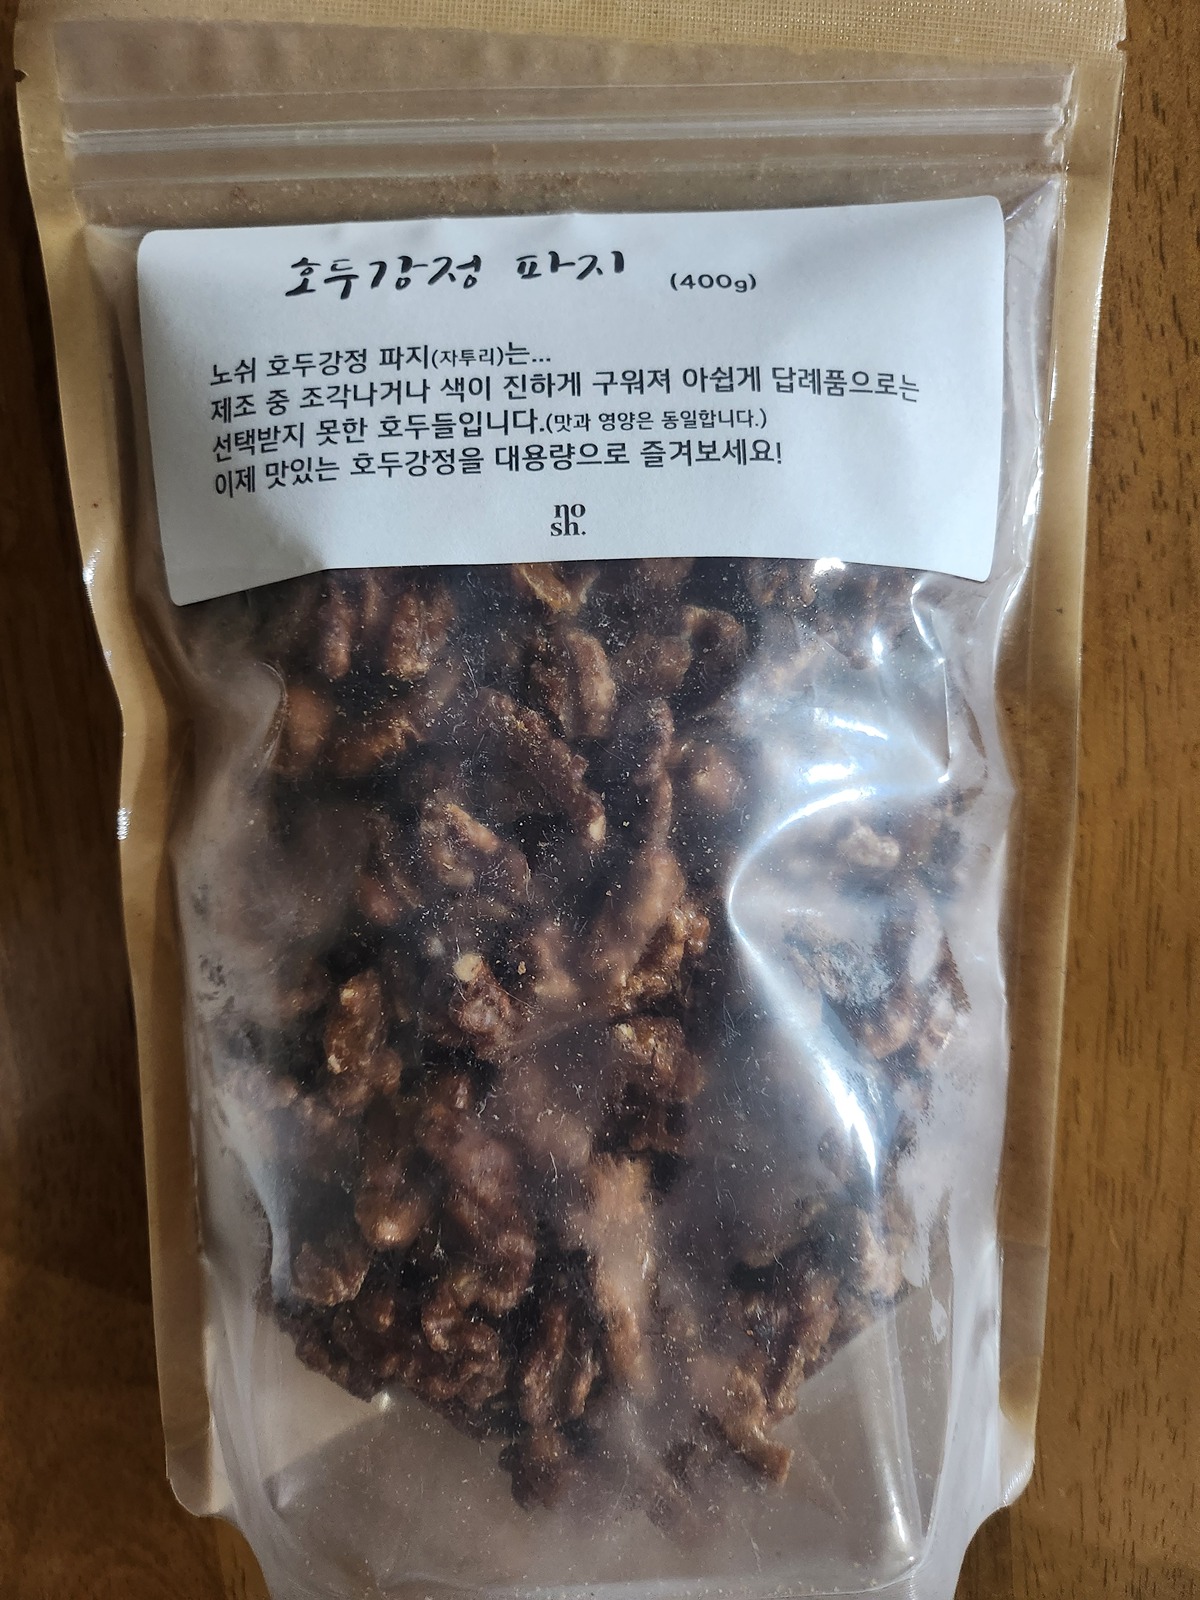 호두강정 파지 (400g)
노쉬 호두강정 파지(자투리)는...
제조 중 조각나거나 색이 진하게 구워져 아쉽게 답례품으로는
선택받지 못한 호두들입니다.(맛과 영양은 동일합니다.)
이제 맛있는 호두강정을 대용량으로 즐겨보세요!
no
sh.